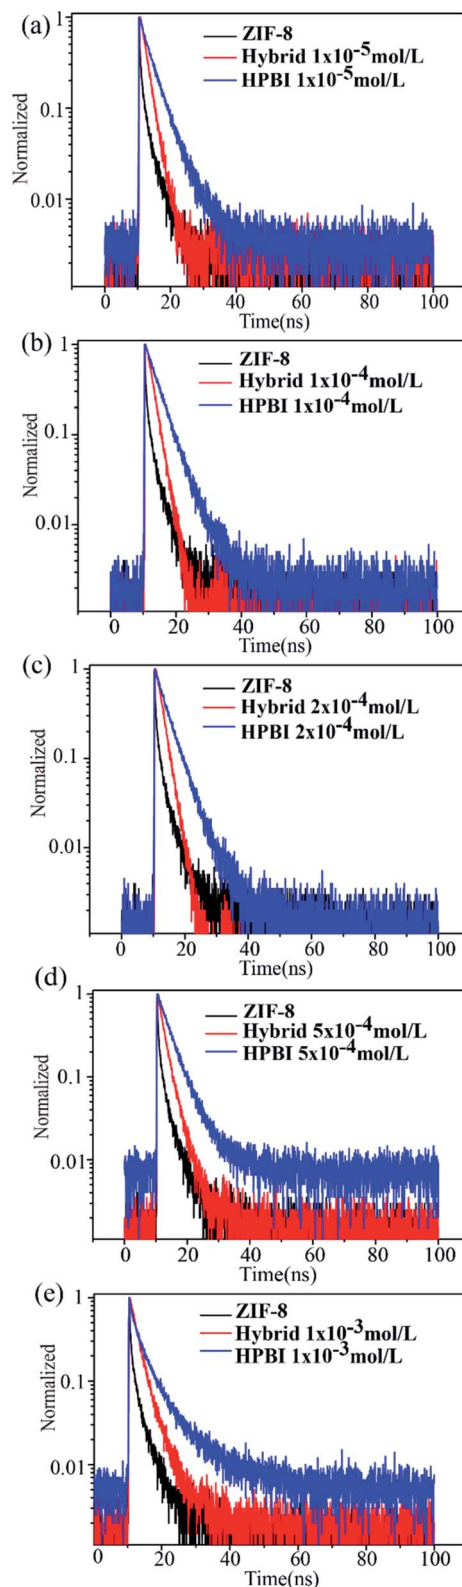 (a)
ZIF-8
Hybrid 1x10⁻⁵mol/L
HPBI 1x10⁻⁵mol/L
Normalized
1
0.1
0.01
0 20 40 60 80 100
Time(ns)
(b)
ZIF-8
Hybrid 1x10⁻⁴mol/L
HPBI 1x10⁻⁴mol/L
Normalized
1
0.1
0.01
0 20 40 60 80 100
Time(ns)
(c)
ZIF-8
Hybrid 2x10⁻⁴mol/L
HPBI 2x10⁻⁴mol/L
Normalized
1
0.1
0.01
0 20 40 60 80 100
Time(ns)
(d)
ZIF-8
Hybrid 5x10⁻⁴mol/L
HPBI 5x10⁻⁴mol/L
Normalized
1
0.1
0.01
0 20 40 60 80 100
Time(ns)
(e)
ZIF-8
Hybrid 1x10⁻³mol/L
HPBI 1x10⁻³mol/L
Normalized
1
0.1
0.01
0 20 40 60 80 100
Time(ns)